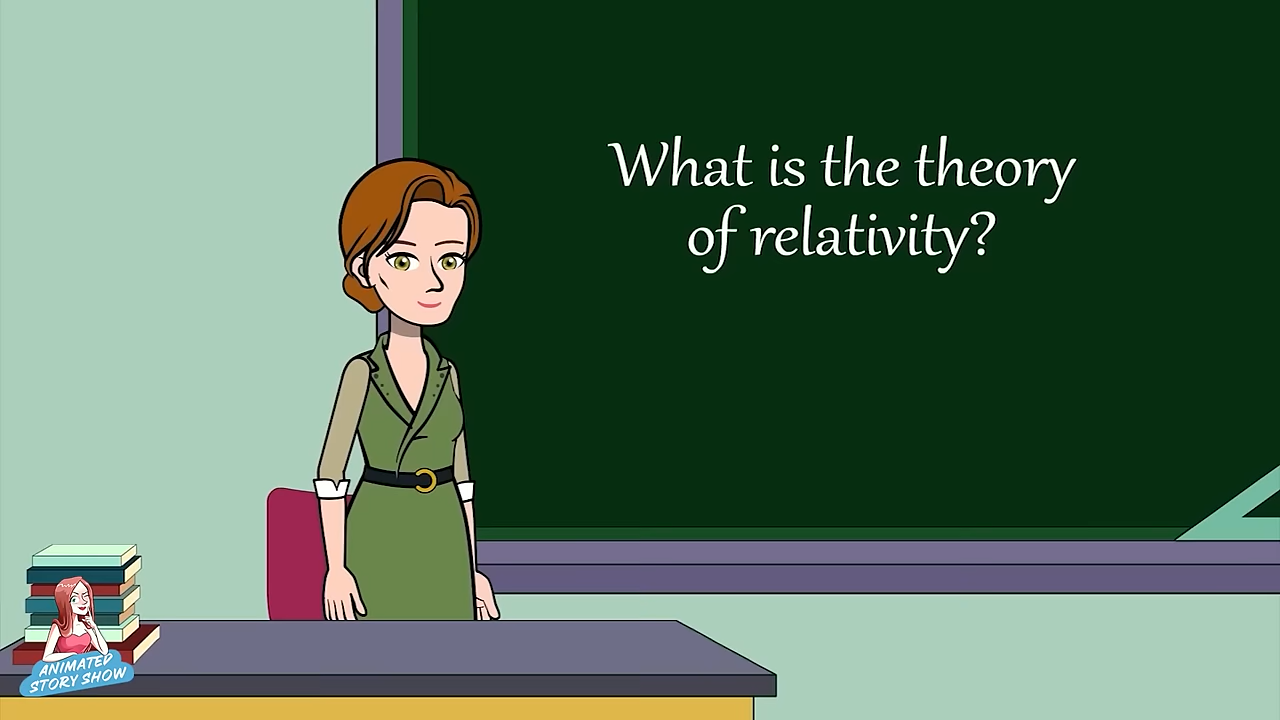 What is the theory
of relativity?
ANIMATED
STORY SHOW